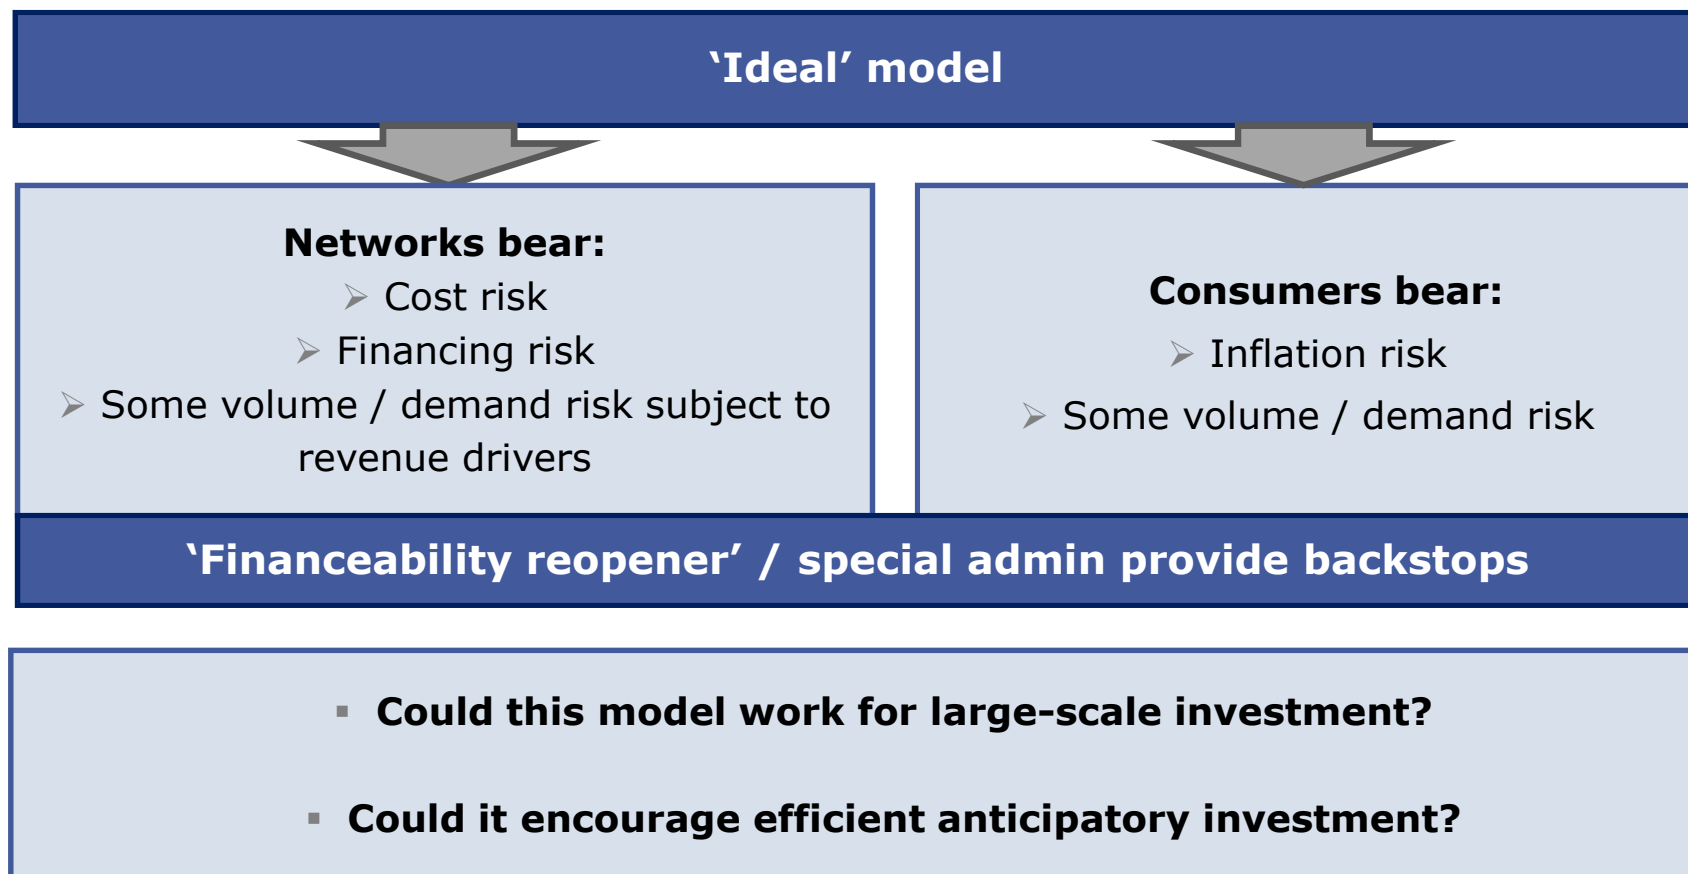 ‘Ideal’ model
Networks bear:
➢ Cost risk
➢ Financing risk
➢ Some volume / demand risk subject to
revenue drivers
Consumers bear:
➢ Inflation risk
➢ Some volume / demand risk
‘Financeability reopener’ / special admin provide backstops
▪ Could this model work for large-scale investment?
▪ Could it encourage efficient anticipatory investment?